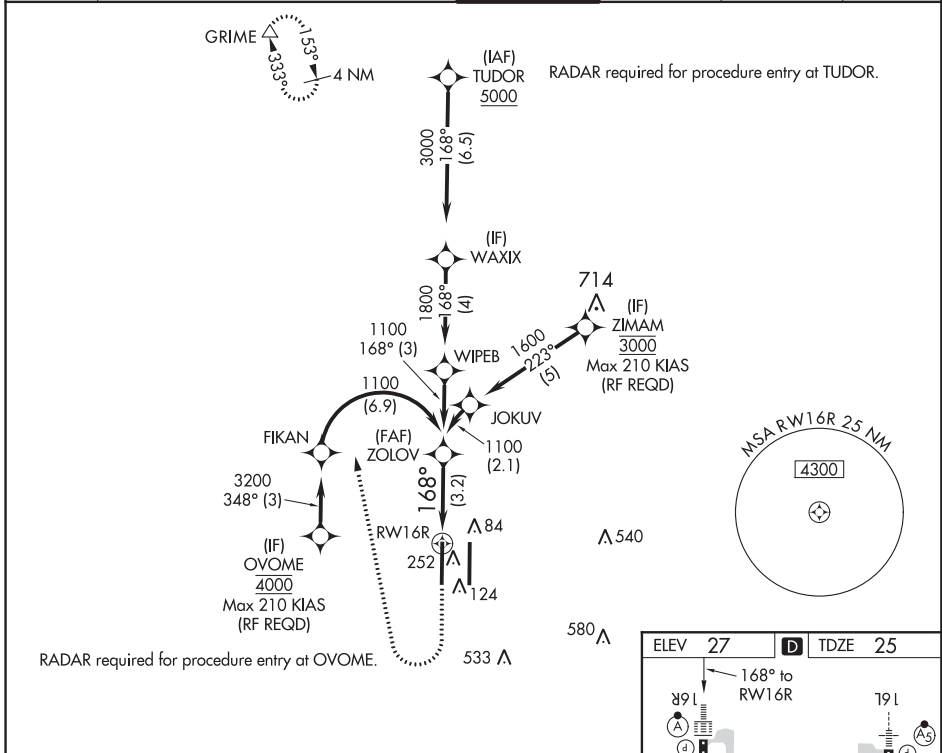 GRIME
153°
333°
4 NM
(IAF)
TUDOR
5000
RADAR required for procedure entry at TUDOR.
3000
168°
(6.5)
(IF)
WAXIX
1800
168°
(4)
714
(IF)
ZIMAM
3000
Max 210 KIAS
(RF REQD)
1600
223°
(5)
1100
168° (3)
WIPEB
1100
(6.9)
JOKUV
1100
(2.1)
FIKAN
(FAF)
ZOLOV
3200
348° (3)
168°
(3.2)
RW16R
84
252
124
540
MSA RW16R 25 NM
4300
(IF)
OVOME
4000
Max 210 KIAS
(RF REQD)
580
533
RADAR required for procedure entry at OVOME.
ELEV 27 D TDZE 25
168° to
RW16R
16R
16L
A
P
A5
P